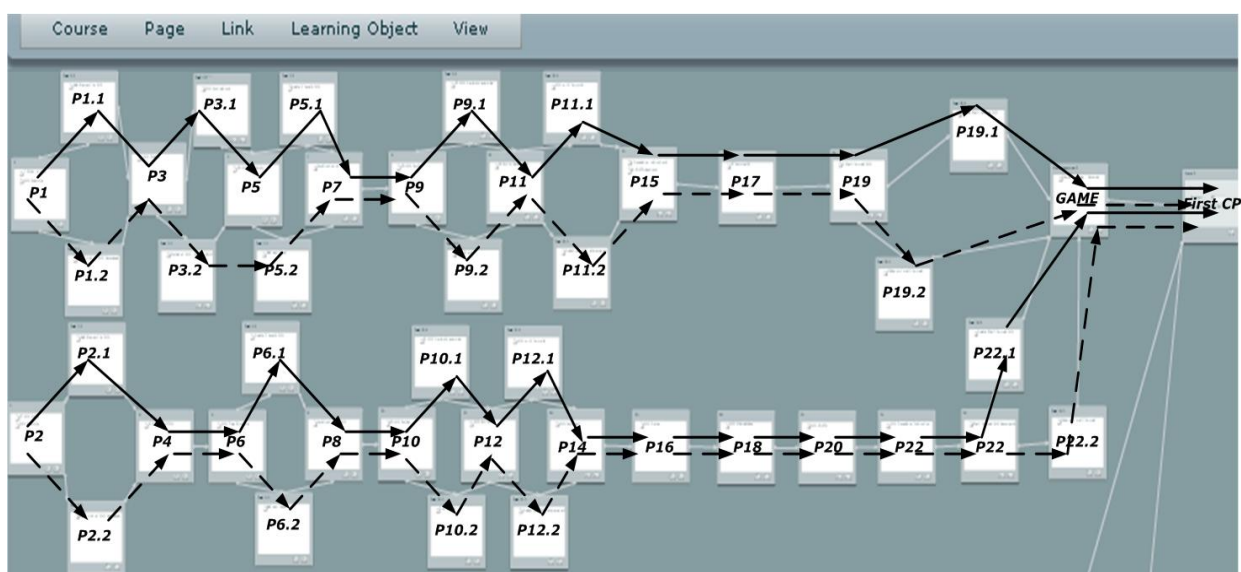 Course Page Link Learning Object View
P1.1 P3.1 P5.1 P9.1 P11.1
P19.1
P1 P3 P5 P7 P9 P11 P15 P17 P19
GAME First CP
P1.2 P3.2 P5.2 P9.2 P11.2
P19.2
P2.1 P6.1 P10.1 P12.1 P22.1
P2 P4 P6 P8 P10 P12 P14 P16 P18 P20 P22 P22 P22.2
P2.2 P6.2 P10.2 P12.2